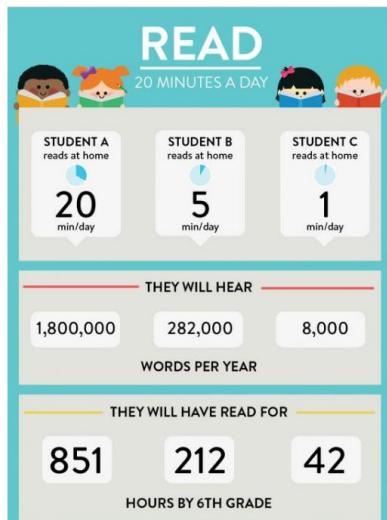 READ
20 MINUTES A DAY
STUDENT A
reads at home
20
min/day
STUDENT B
reads at home
5
min/day
STUDENT C
reads at home
1
min/day
THEY WILL HEAR
1,800,000 282,000 8,000
WORDS PER YEAR
THEY WILL HAVE READ FOR
851 212 42
HOURS BY 6TH GRADE